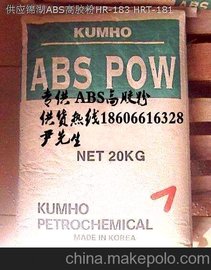 供应锦湖ABS高胶粉HR-183 HRT-181
KUMHO
ABS POW
专供ABS高胶粉
供货热线18606616328
尹先生
NET 20KG
KUMHO
PETROCHEMICAL
MADE IN KOREA
china.makepolo.com